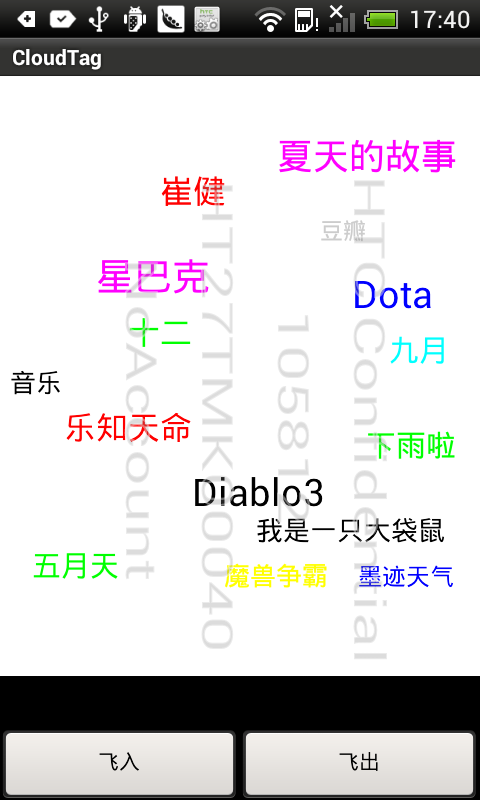 17:40
CloudTag
夏天的故事
崔健
豆瓣
星巴克
Dota
十二
九月
音乐
乐知天命
下雨啦
Diablo3
我是一只大袋鼠
五月天
魔兽争霸
墨迹天气
HTC Confidential
105812
HT27TMK00040
NoAccount
飞入
飞出